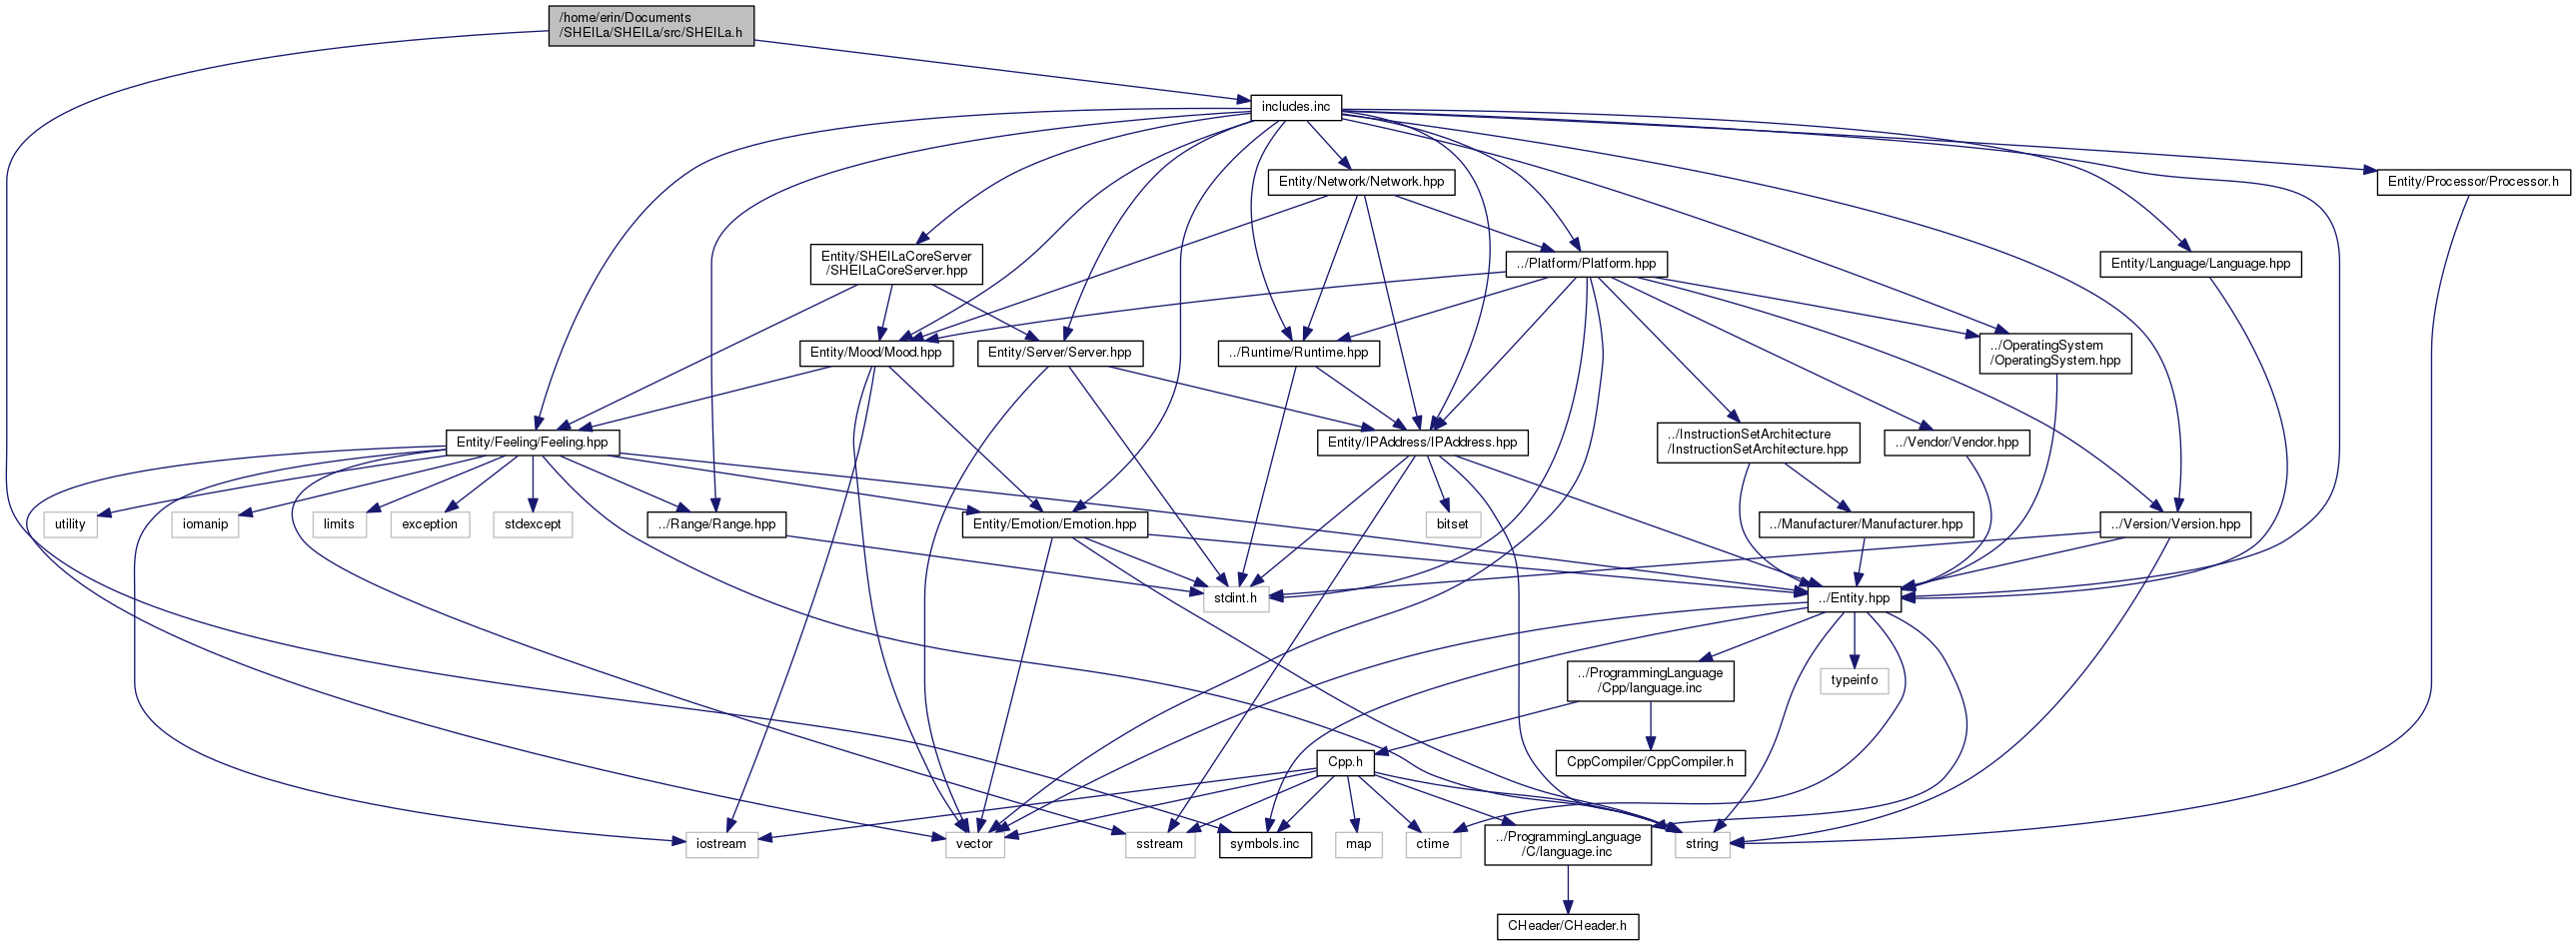 /home/erin/Documents
/SHEILa/SHEILa/src/SHEILa.h
includes.inc
Entity/Network/Network.hpp
Entity/Processor/Processor.h
Entity/SHEILaCoreServer
/SHEILaCoreServer.hpp
../Platform/Platform.hpp
Entity/Language/Language.hpp
Entity/Mood/Mood.hpp
Entity/Server/Server.hpp
../Runtime/Runtime.hpp
../OperatingSystem
/OperatingSystem.hpp
Entity/Feeling/Feeling.hpp
Entity/IPAddress/IPAddress.hpp
../InstructionSetArchitecture
/InstructionSetArchitecture.hpp
../Vendor/Vendor.hpp
utility
iomanip
limits
exception
stdexcept
../Range/Range.hpp
Entity/Emotion/Emotion.hpp
bitset
../Manufacturer/Manufacturer.hpp
../Version/Version.hpp
stdint.h
../Entity.hpp
../ProgrammingLanguage
/Cpp/language.inc
typeinfo
Cpp.h
CppCompiler/CppCompiler.h
iostream
vector
sstream
symbols.inc
map
ctime
../ProgrammingLanguage
/C/language.inc
string
CHeader/CHeader.h